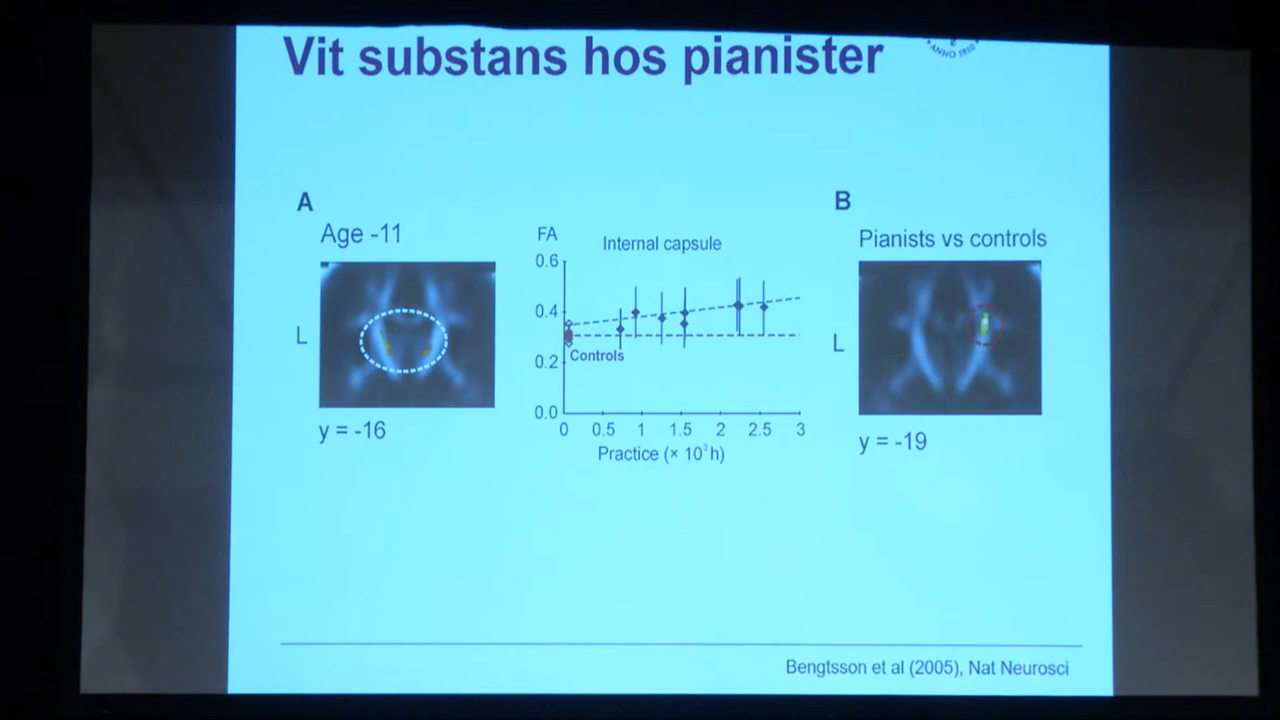 Vit substans hos pianister
ANNO 1810
A
Age -11
L
y = -16
FA
Internal capsule
0.6
0.4
0.2
0.0
Controls
0 0.5 1 1.5 2 2.5 3
Practice (× 10³ h)
B
Pianists vs controls
L
y = -19
Bengtsson et al (2005), Nat Neurosci